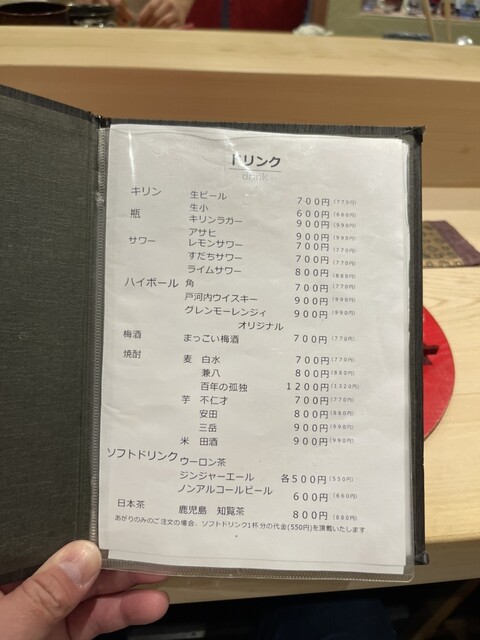 ドリンク
drink
キリン 生ビール 700円(770円)
生小 600円(660円)
瓶 キリンラガー 900円(990円)
アサヒ 900円(990円)
サワー レモンサワー 700円(770円)
すだちサワー 700円(770円)
ライムサワー 800円(880円)
ハイボール 角 700円(770円)
戸河内ウイスキー 900円(990円)
グレンモーレンジィ 900円(990円)
オリジナル
梅酒 まっこい梅酒 700円(770円)
焼酎 麦 白水 700円(770円)
兼八 800円(880円)
百年の孤独 1200円(1320円)
芋 不仁才 700円(770円)
安田 800円(880円)
三岳 900円(990円)
米 田酒 900円(990円)
ソフトドリンク ウーロン茶
ジンジャーエール 各500円(550円)
ノンアルコールビール 600円(660円)
日本茶 鹿児島 知覧茶 800円(880円)
あがりのみのご注文の場合、ソフトドリンク1杯分の代金(550円)を頂戴いたします